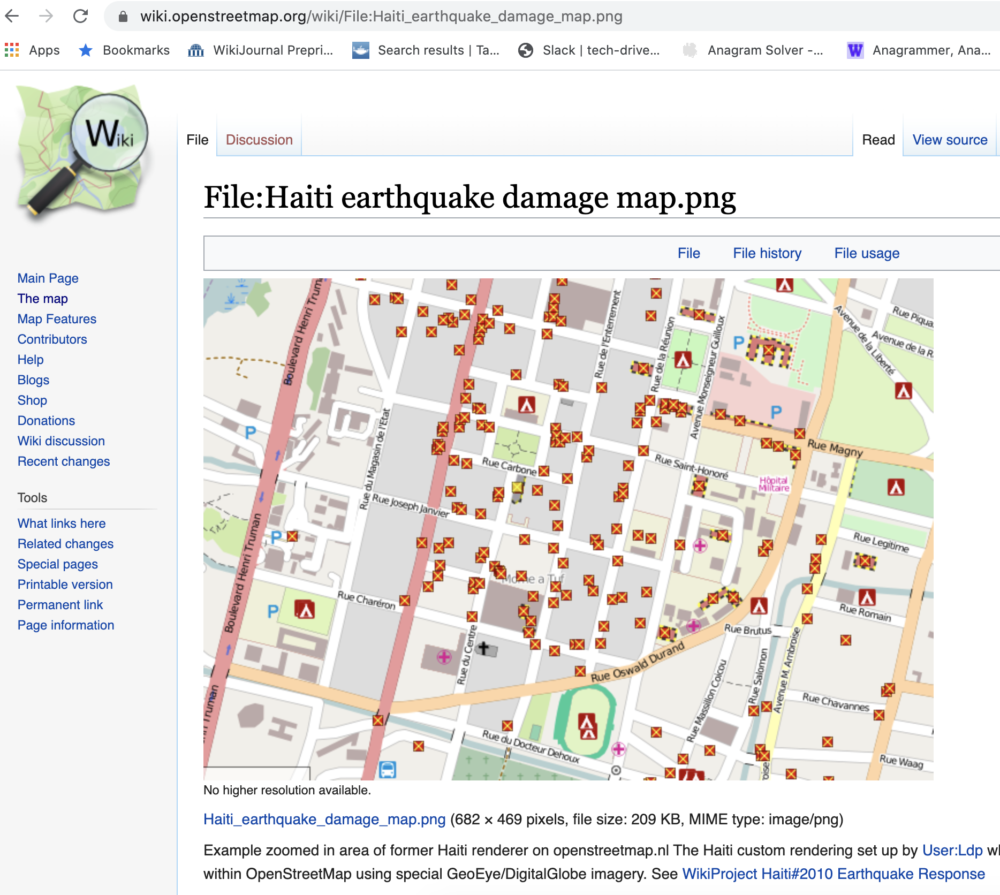 wiki.openstreetmap.org/wiki/File:Haiti_earthquake_damage_map.png
Apps
Bookmarks
WikiJournal Prepri...
Search results | Ta...
Slack | tech-drive...
Anagram Solver -...
W
Anagrammer, Ana...
Wiki
File
Discussion
Read
View source
File:Haiti earthquake damage map.png
File
File history
File usage
Main Page
The map
Map Features
Contributors
Help
Blogs
Shop
Donations
Wiki discussion
Recent changes
Tools
What links here
Related changes
Special pages
Printable version
Permanent link
Page information
Boulevard Henri Trum
Rue de l'Enterrement
Rue de la Réunion
Avenue Monseigneur Guilloux
Avenue de la Liberté
Rue Piqua
Avenue de la R
P
P
P
Rue du Magasin de l'État
Rue Magny
Rue Carbone
Rue Saint-Honoré
Hôpital
Militaire
Rue Joseph Janvier
P
Boulevard Henri Truman
Rue Legitime
Morne a Tuf
Rue Charéron
P
Rue Romain
Rue Brutus
Rue du Centre
Rue Oswald Durand
Rue Massillon Coicou
Rue Salomon
Avenue M. Ambroise
Rue Chavannes
Truman
Rue du Docteur Dehoux
Rue Waag
oise
No higher resolution available.
Haiti_earthquake_damage_map.png (682 × 469 pixels, file size: 209 KB, MIME type: image/png)
Example zoomed in area of former Haiti renderer on openstreetmap.nl The Haiti custom rendering set up by User:Ldp wh
within OpenStreetMap using special GeoEye/DigitalGlobe imagery. See WikiProject Haiti#2010 Earthquake Response